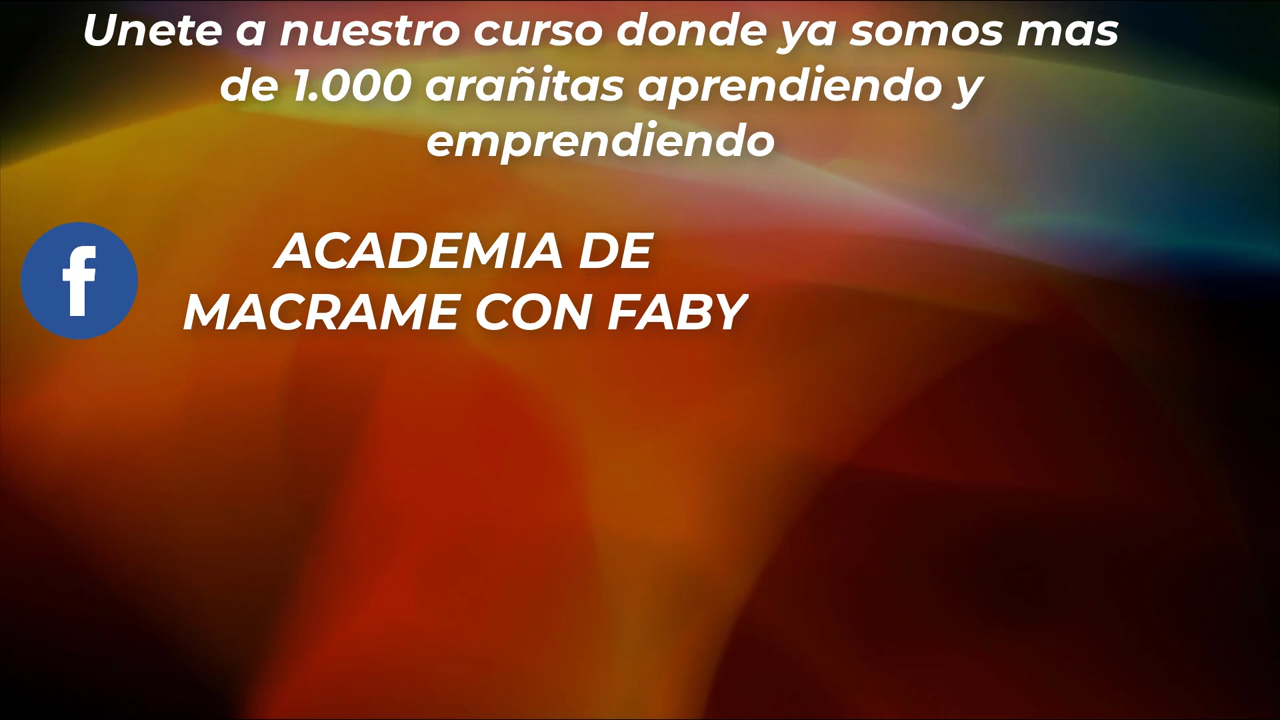 Unete a nuestro curso donde ya somos mas
de 1.000 arañitas aprendiendo y
emprendiendo
ACADEMIA DE
MACRAME CON FABY